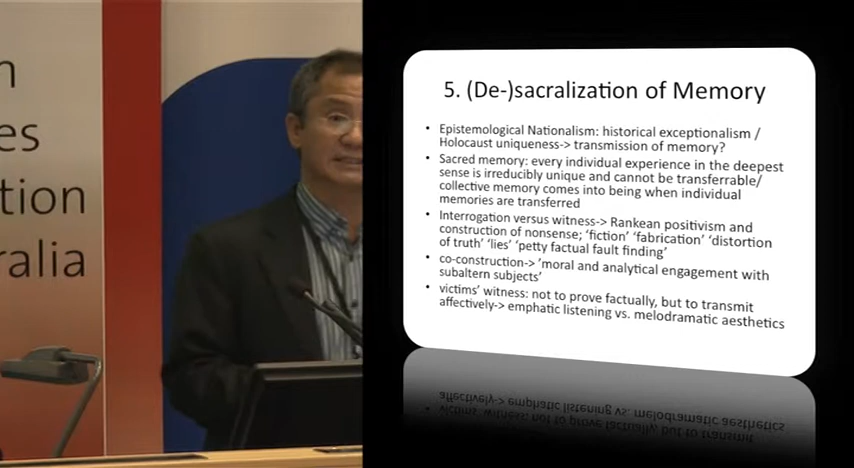 n
es
tion
ralia
5. (De-)sacralization of Memory
• Epistemological Nationalism: historical exceptionalism /
Holocaust uniqueness-> transmission of memory?
• Sacred memory: every individual experience in the deepest
sense is irreducibly unique and cannot be transferrable/
collective memory comes into being when individual
memories are transferred
• Interrogation versus witness-> Rankean positivism and
construction of nonsense; 'fiction' 'fabrication' 'distortion
of truth' 'lies' 'petty factual fault finding'
• co-construction-> 'moral and analytical engagement with
subaltern subjects'
• victims' witness: not to prove factually, but to transmit
affectively-> emphatic listening vs. melodramatic aesthetics